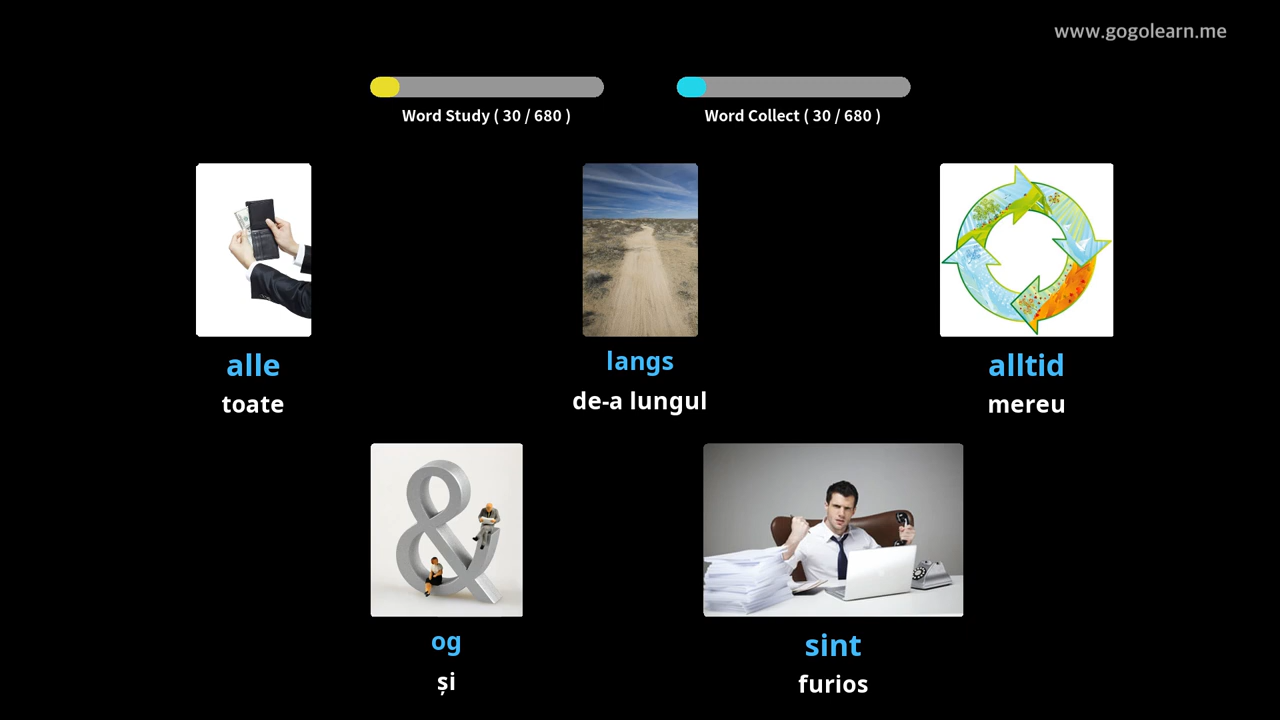 www.gogolearn.me
Word Study ( 30 / 680 )
Word Collect ( 30 / 680 )
alle
langs
alltid
toate
de-a lungul
mereu
og
sint
și
furios